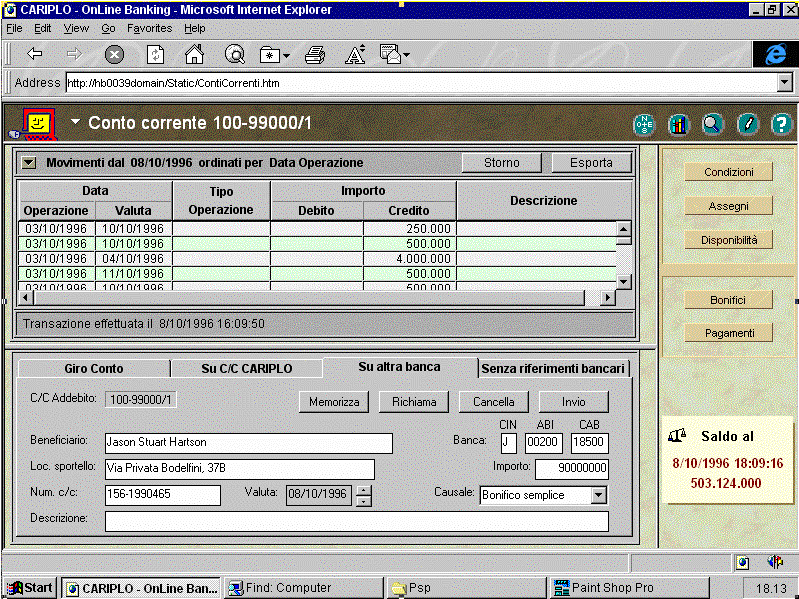 CARIPLO - OnLine Banking - Microsoft Internet Explorer
File Edit View Go Favorites Help
Address http://hb0039domain/Static/ContiCorrenti.htm
Conto corrente 100-99000/1
Movimenti dal 08/10/1996 ordinati per Data Operazione Storno Esporta
Data Tipo Operazione Importo Descrizione
Operazione Valuta Debito Credito
03/10/1996 10/10/1996 250.000
03/10/1996 10/10/1996 500.000
03/10/1996 04/10/1996 4.000.000
03/10/1996 11/10/1996 500.000
03/10/1996 10/10/1996 500.000
Transazione effettuata il 8/10/1996 16:09:50
Condizioni
Assegni
Disponibilità
Bonifici
Pagamenti
Giro Conto Su C/C CARIPLO Su altra banca Senza riferimenti bancari
C/C Addebito: 100-99000/1 Memorizza Richiama Cancella Invio
CIN ABI CAB
Beneficiario: Jason Stuart Hartson Banca: J 00200 18500
Loc. sportello: Via Privata Bodelfini, 37B Importo: 90000000
Num. c/c: 156-1990465 Valuta: 08/10/1996 Causale: Bonifico semplice
Descrizione:
Saldo al
8/10/1996 18:09:16
503.124.000
Start CARIPLO - OnLine Ban... Find: Computer Psp Paint Shop Pro 18.13